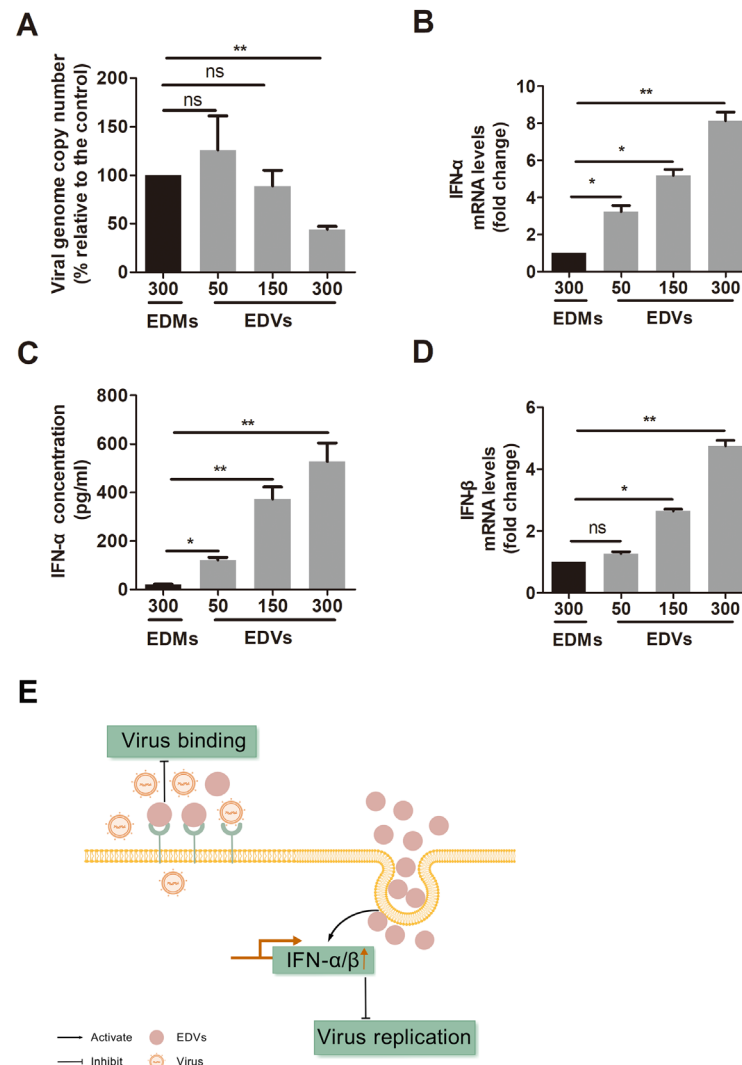 A
Viral genome copy number
(% relative to the control)
200
150
100
50
0
**
ns
ns
300 50 150 300
EDMs EDVs
B
IFN-α
mRNA levels
(fold change)
10
8
6
4
2
0
**
*
*
300 50 150 300
EDMs EDVs
C
IFN-α concentration
(pg/ml)
800
600
400
200
0
**
**
*
300 50 150 300
EDMs EDVs
D
IFN-β
mRNA levels
(fold change)
6
4
2
0
**
*
ns
300 50 150 300
EDMs EDVs
E
Virus binding
IFN-α/β
Virus replication
Activate EDVs
Inhibit Virus